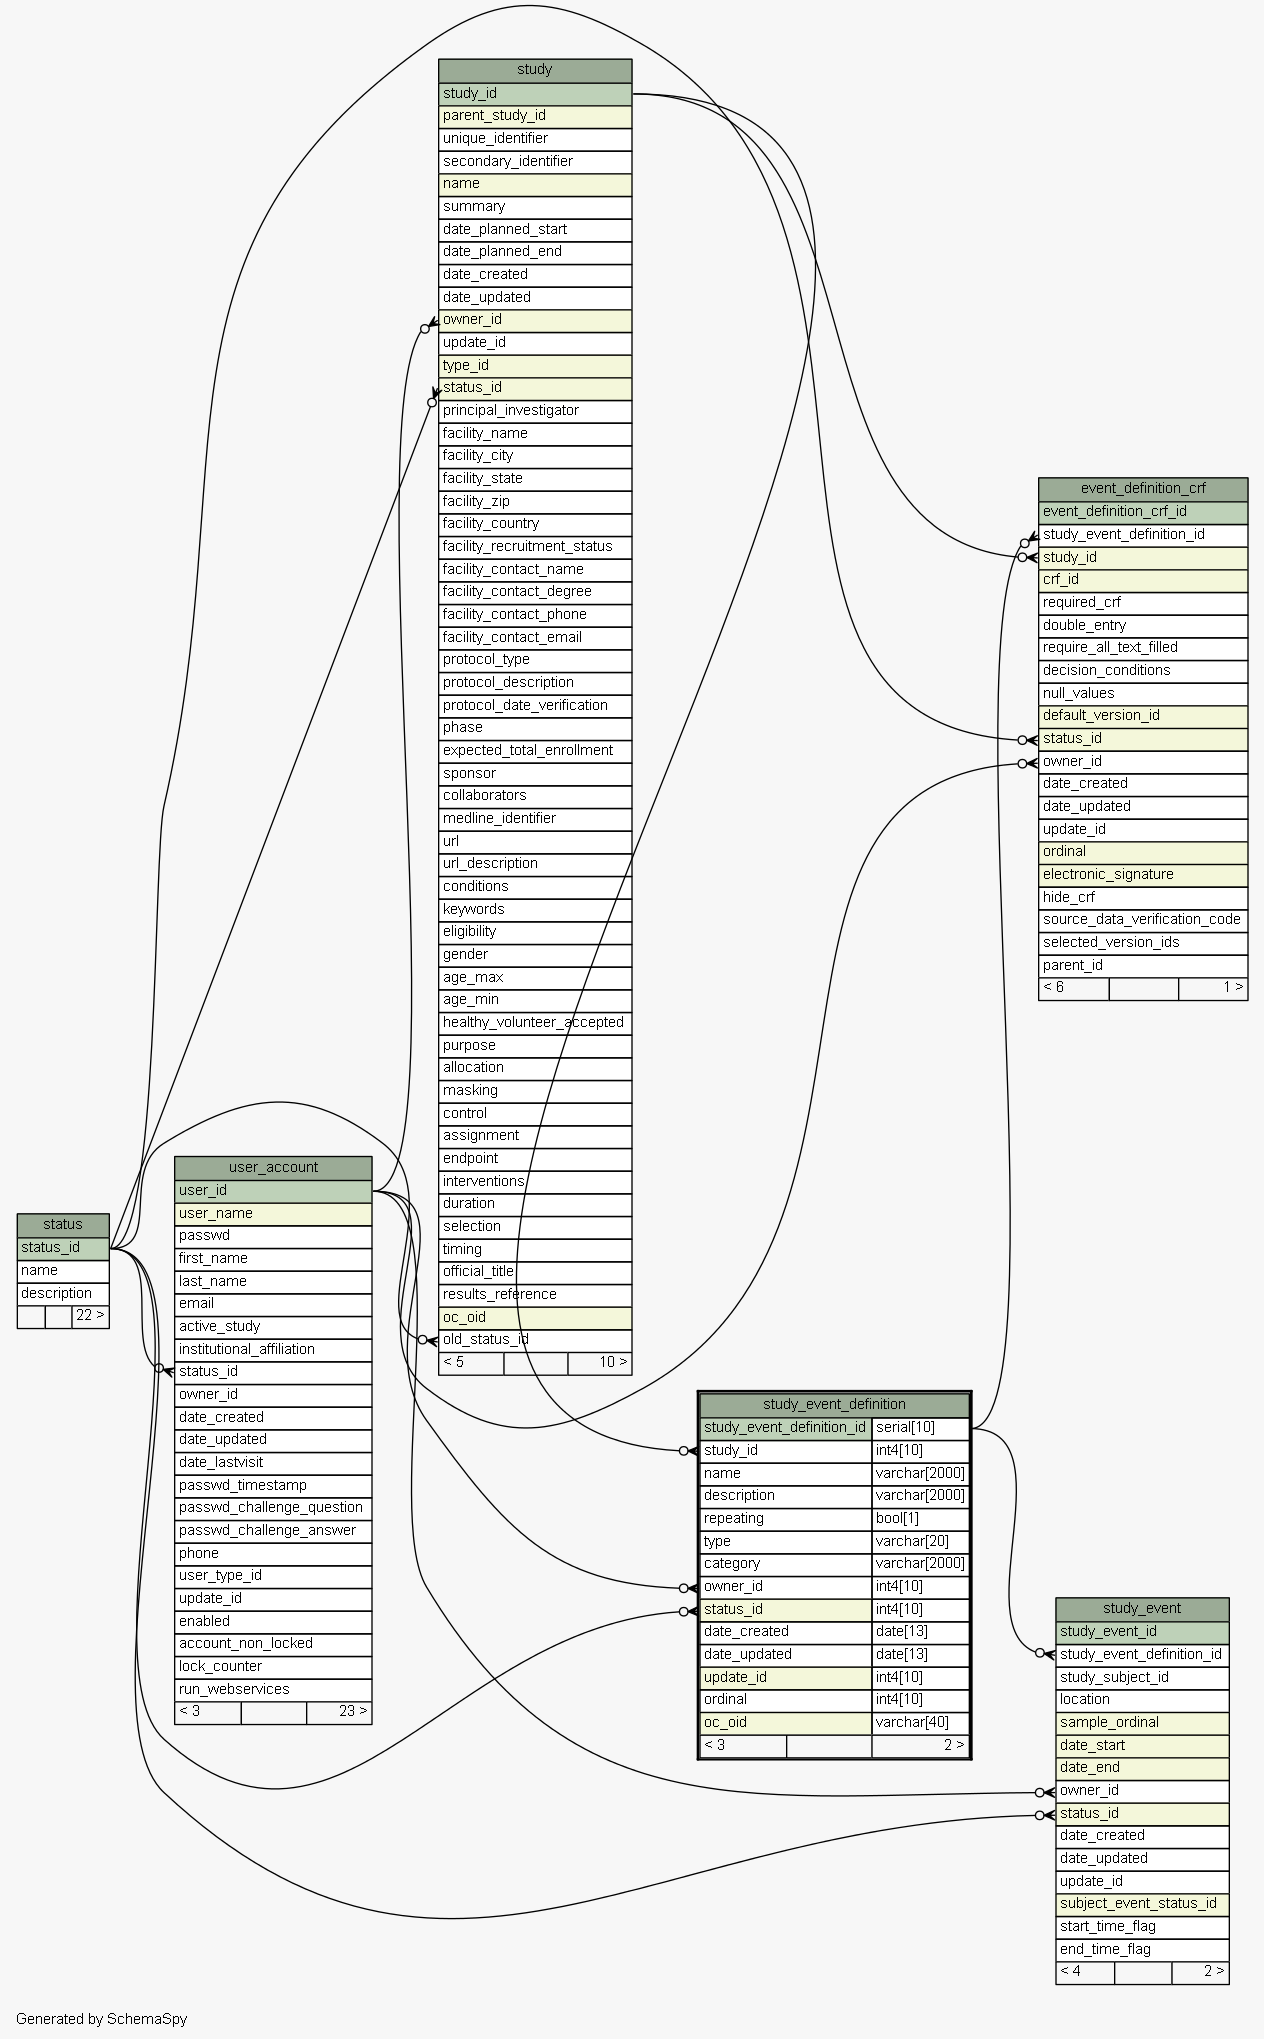 study
study_id
parent_study_id
unique_identifier
secondary_identifier
name
summary
date_planned_start
date_planned_end
date_created
date_updated
owner_id
update_id
type_id
status_id
principal_investigator
facility_name
facility_city
facility_state
facility_zip
facility_country
facility_recruitment_status
facility_contact_name
facility_contact_degree
facility_contact_phone
facility_contact_email
protocol_type
protocol_description
protocol_date_verification
phase
expected_total_enrollment
sponsor
collaborators
medline_identifier
url
url_description
conditions
keywords
eligibility
gender
age_max
age_min
healthy_volunteer_accepted
purpose
allocation
masking
control
assignment
endpoint
interventions
duration
selection
timing
official_title
results_reference
oc_oid
old_status_id
< 5 10 >
event_definition_crf
event_definition_crf_id
study_event_definition_id
study_id
crf_id
required_crf
double_entry
require_all_text_filled
decision_conditions
null_values
default_version_id
status_id
owner_id
date_created
date_updated
update_id
ordinal
electronic_signature
hide_crf
source_data_verification_code
selected_version_ids
parent_id
< 6 1 >
user_account
user_id
user_name
passwd
first_name
last_name
email
active_study
institutional_affiliation
status_id
owner_id
date_created
date_updated
date_lastvisit
passwd_timestamp
passwd_challenge_question
passwd_challenge_answer
phone
user_type_id
update_id
enabled
account_non_locked
lock_counter
run_webservices
< 3 23 >
status
status_id
name
description
22 >
study_event_definition
study_event_definition_id serial[10]
study_id int4[10]
name varchar[2000]
description varchar[2000]
repeating bool[1]
type varchar[20]
category varchar[2000]
owner_id int4[10]
status_id int4[10]
date_created date[13]
date_updated date[13]
update_id int4[10]
ordinal int4[10]
oc_oid varchar[40]
< 3 2 >
study_event
study_event_id
study_event_definition_id
study_subject_id
location
sample_ordinal
date_start
date_end
owner_id
status_id
date_created
date_updated
update_id
subject_event_status_id
start_time_flag
end_time_flag
< 4 2 >
Generated by SchemaSpy